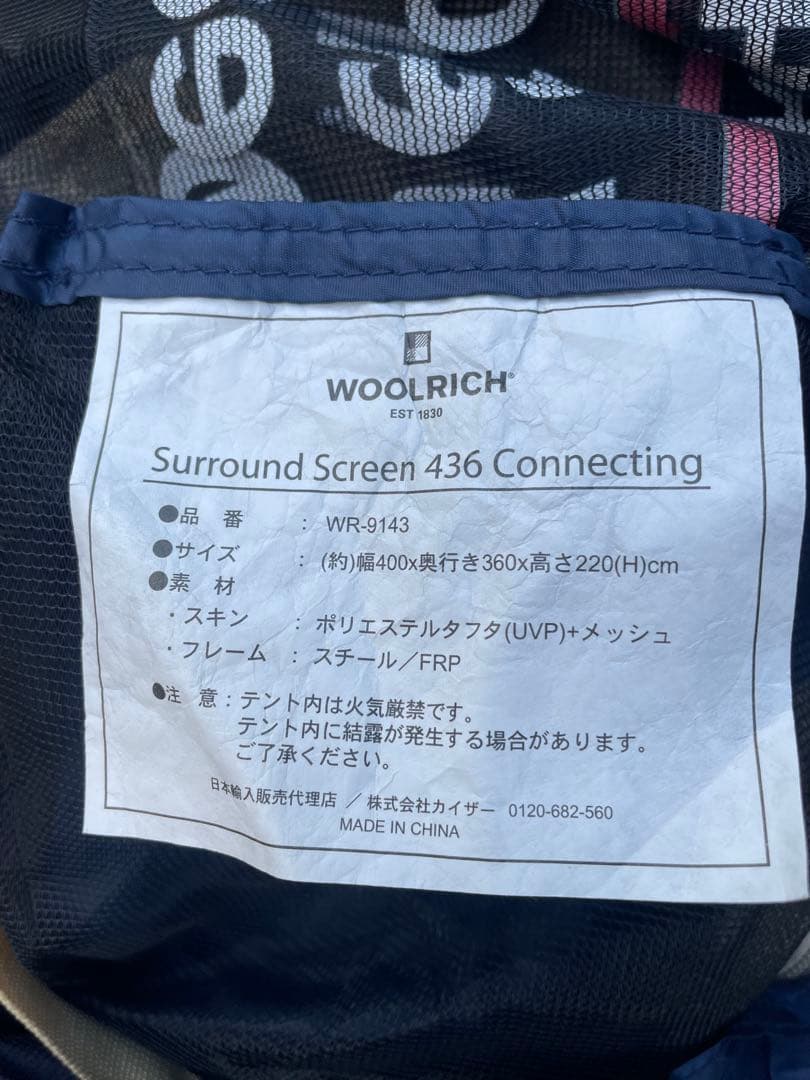 WOOLRICH®
EST 1830
Surround Screen 436 Connecting
●品 番 : WR-9143
●サイズ : (約)幅400x奥行き360x高さ220(H)cm
●素 材
・スキン : ポリエステルタフタ(UVP)+メッシュ
・フレーム : スチール／FRP
●注 意 : テント内は火気厳禁です。
テント内に結露が発生する場合があります。
ご了承ください。
日本輸入販売代理店 ／ 株式会社カイザー 0120-682-560
MADE IN CHINA